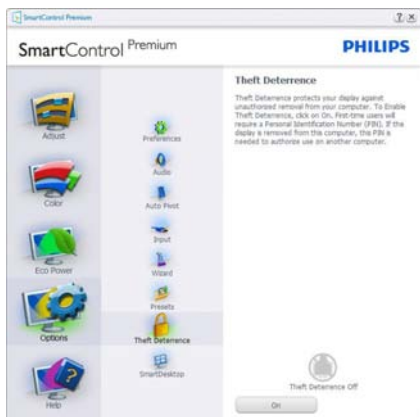 SmartControl Premium
SmartControl Premium
PHILIPS
Adjust
Color
Eco Power
Options
Help
Preferences
Audio
Auto Pivot
Input
Wizard
Presets
Theft Deterrence
SmartDesktop
Theft Deterrence
Theft Deterrence protects your display against
unauthorized removal from your computer. To Enable
Theft Deterrence, click on On. First-time users will
require a Personal Identification Number (PIN). If the
display is removed from this computer, this PIN is
needed to authorize use on another computer.
Theft Deterrence Off
On